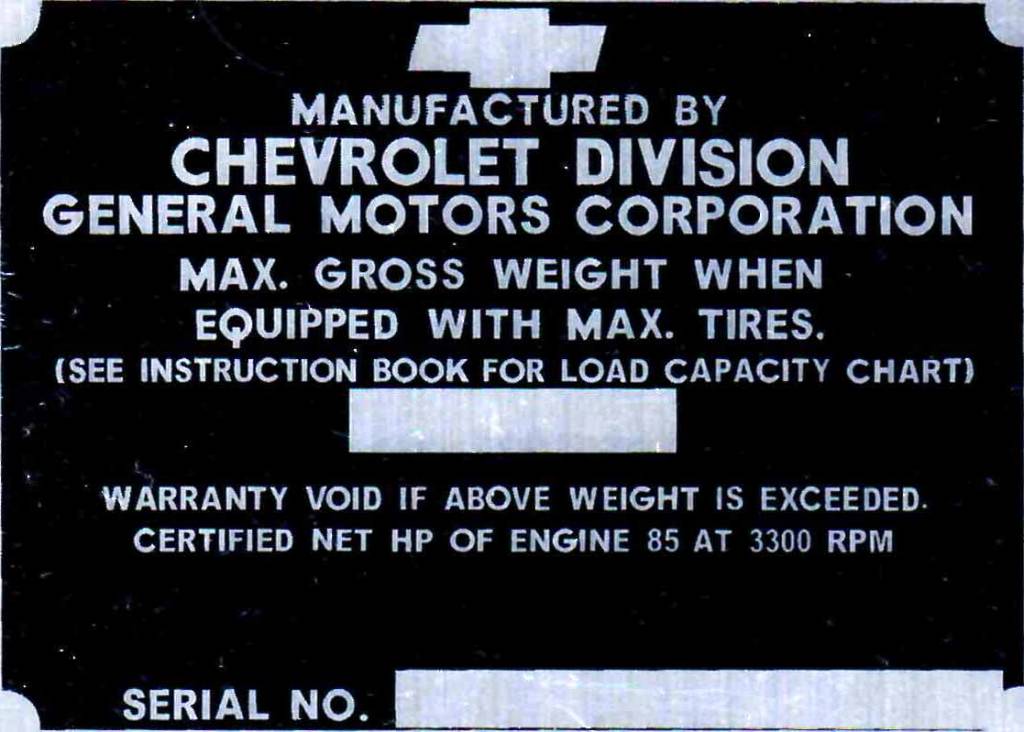 MANUFACTURED BY
CHEVROLET DIVISION
GENERAL MOTORS CORPORATION
MAX. GROSS WEIGHT WHEN
EQUIPPED WITH MAX. TIRES.
(SEE INSTRUCTION BOOK FOR LOAD CAPACITY CHART)
WARRANTY VOID IF ABOVE WEIGHT IS EXCEEDED.
CERTIFIED NET HP OF ENGINE 85 AT 3300 RPM
SERIAL NO.